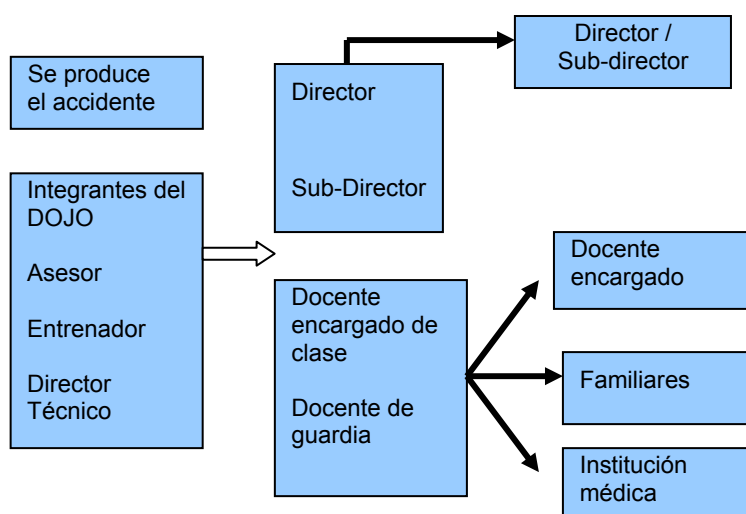 Se produce
el accidente
Integrantes del
DOJO
Asesor
Entrenador
Director
Técnico
Director
Sub-Director
Docente
encargado de
clase
Docente de
guardia
Director /
Sub-director
Docente
encargado
Familiares
Institución
médica